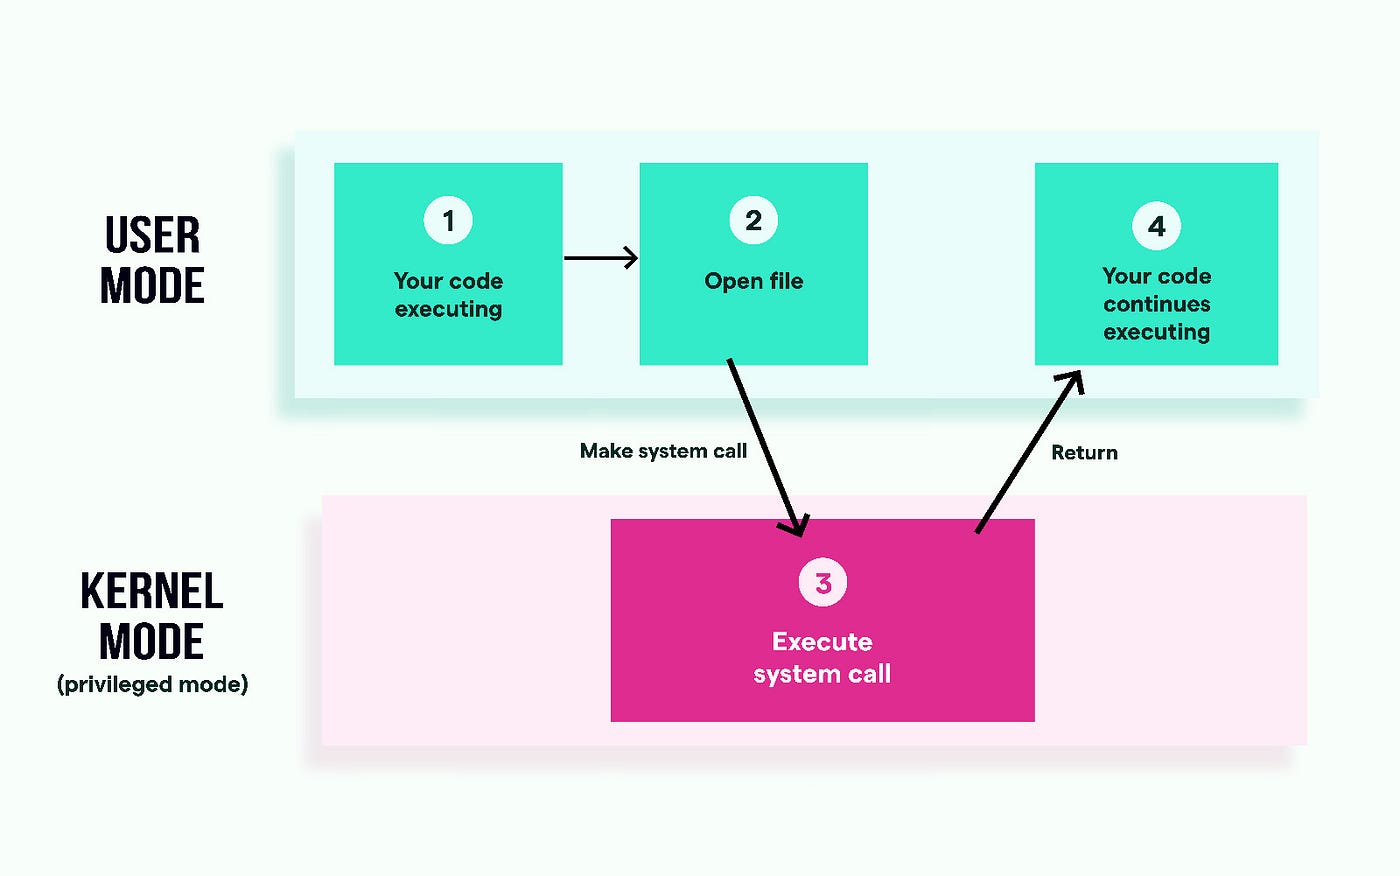 USER
MODE
1
Your code
executing
2
Open file
4
Your code
continues
executing
Make system call
Return
KERNEL
MODE
(privileged mode)
3
Execute
system call